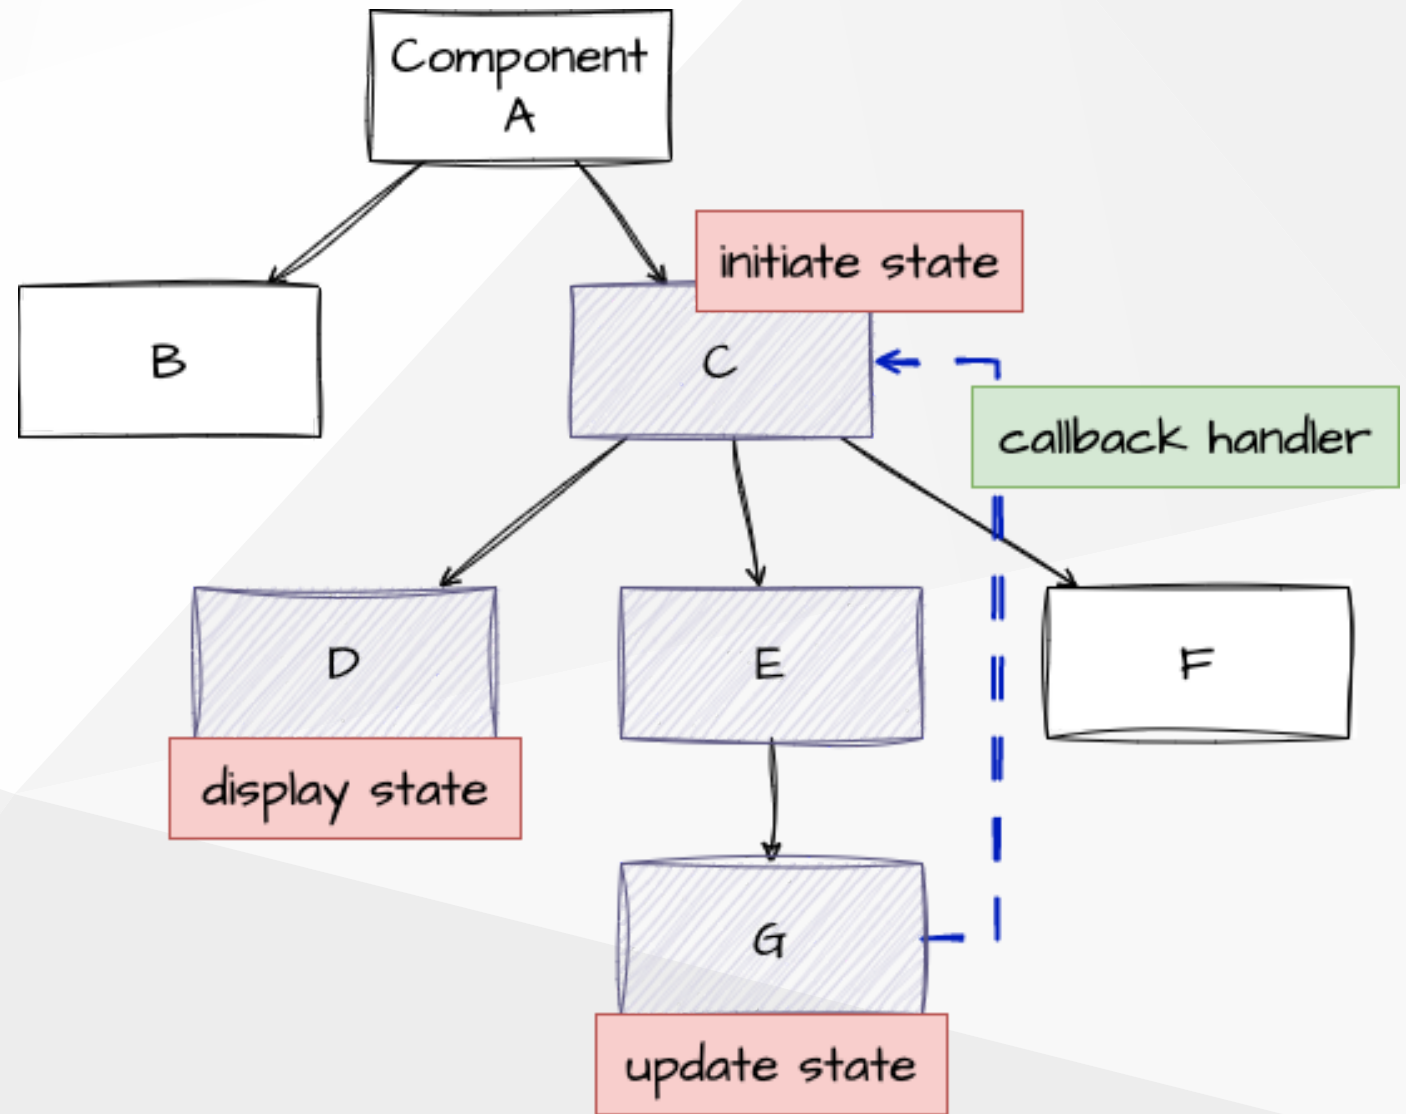 Component
A
initiate state
B
C
callback handler
D
E
F
display state
G
update state